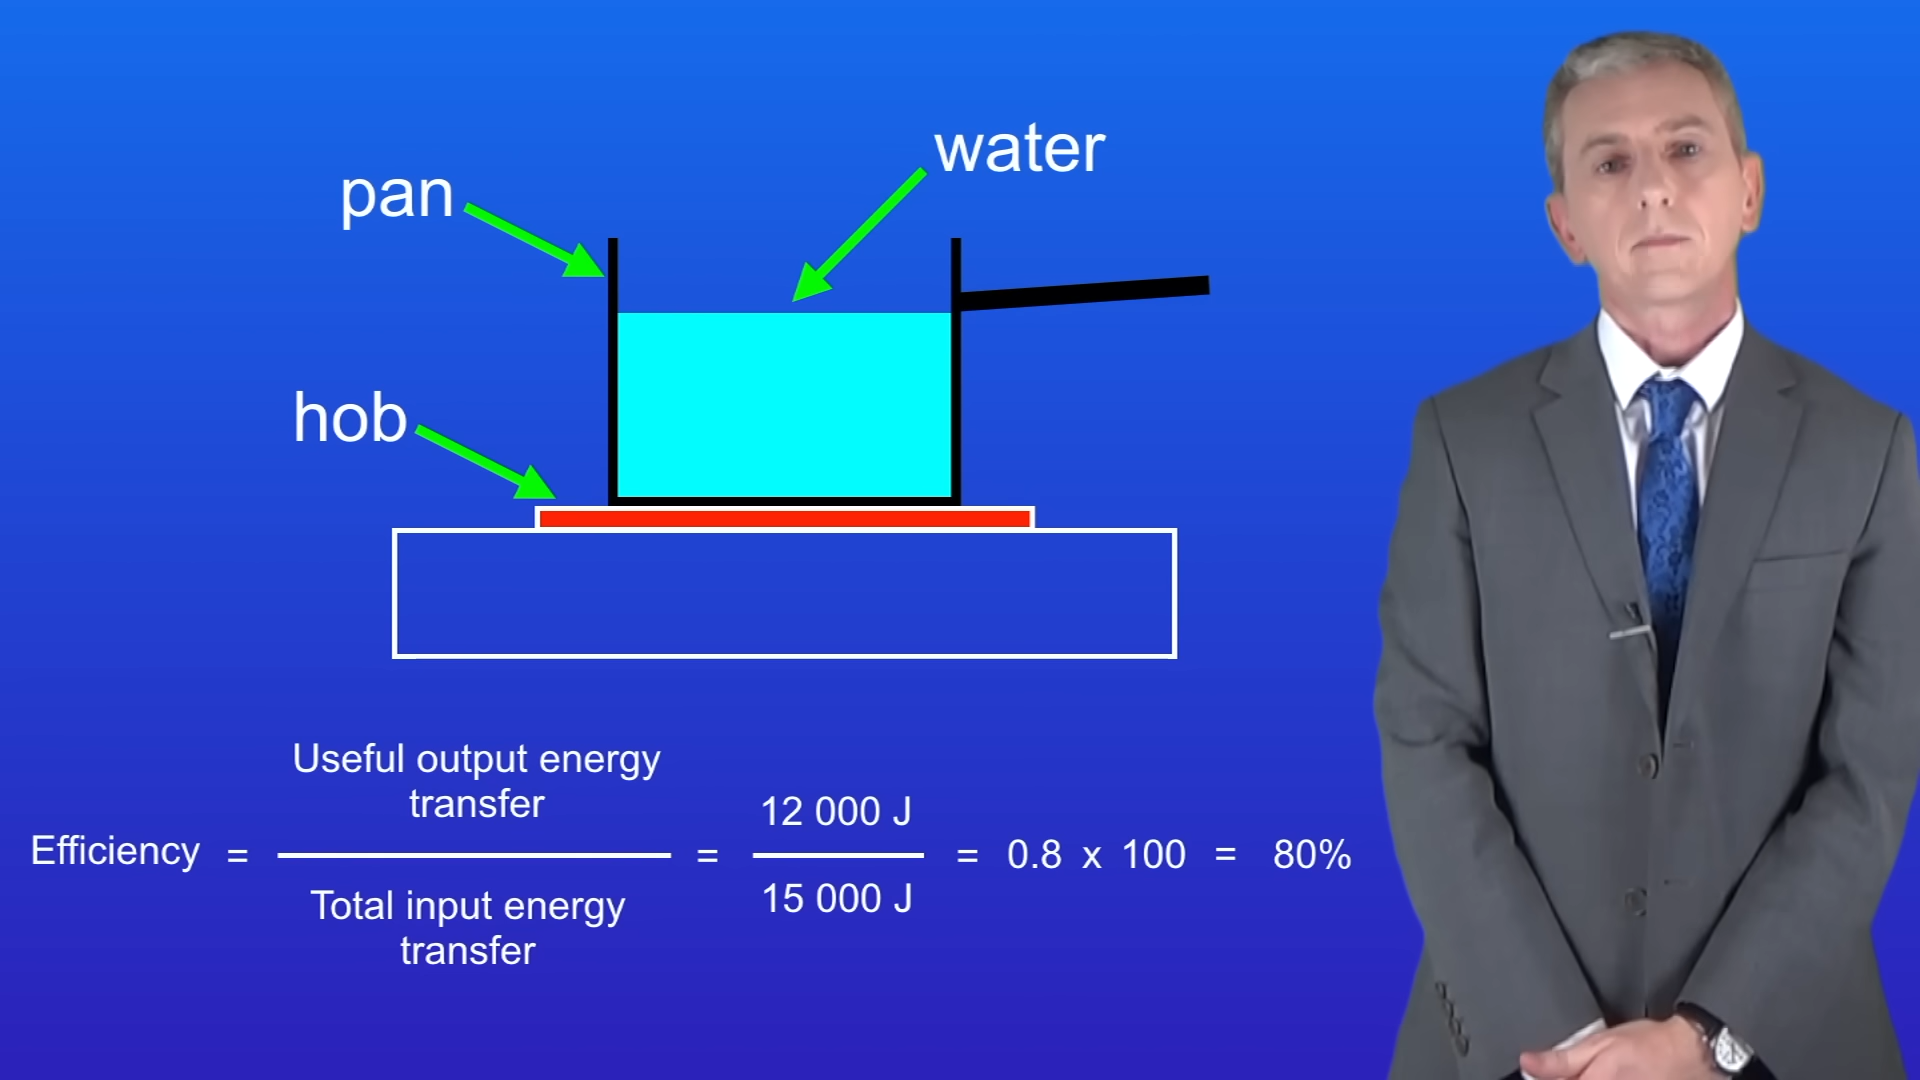 water
pan
hob
Useful output energy
transfer
Efficiency = = 12 000 J = 0.8 x 100 = 80%
15 000 J
Total input energy
transfer